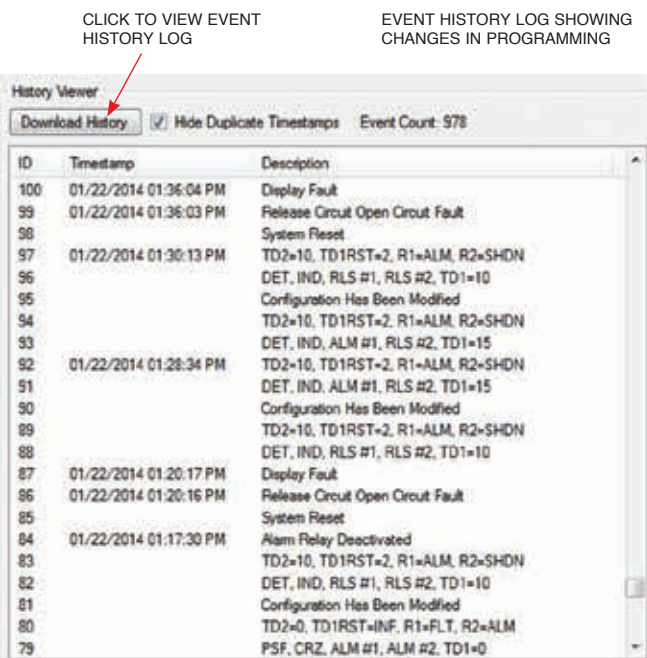 CLICK TO VIEW EVENT
HISTORY LOG
EVENT HISTORY LOG SHOWING
CHANGES IN PROGRAMMING
History Viewer
Download History Hide Duplicate Timestamps Event Count: 978
ID Timestamp Description
100 01/22/2014 01:36:04 PM Display Fault
99 01/22/2014 01:36:03 PM Release Circuit Open Circuit Fault
98 System Reset
97 01/22/2014 01:30:13 PM TD2=10, TD1RST=2, R1=ALM, R2=SHDN
96 DET, IND, RLS #1, RLS #2, TD1=10
95 Configuration Has Been Modified
94 TD2=10, TD1RST=2, R1=ALM, R2=SHDN
93 DET, IND, ALM #1, RLS #2, TD1=15
92 01/22/2014 01:28:34 PM TD2=10, TD1RST=2, R1=ALM, R2=SHDN
91 DET, IND, ALM #1, RLS #2, TD1=15
90 Configuration Has Been Modified
89 TD2=10, TD1RST=2, R1=ALM, R2=SHDN
88 DET, IND, RLS #1, RLS #2, TD1=10
87 01/22/2014 01:20:17 PM Display Fault
86 01/22/2014 01:20:16 PM Release Circuit Open Circuit Fault
85 System Reset
84 01/22/2014 01:17:30 PM Alarm Relay Deactivated
83 TD2=10, TD1RST=2, R1=ALM, R2=SHDN
82 DET, IND, RLS #1, RLS #2, TD1=10
81 Configuration Has Been Modified
80 TD2=0, TD1RST=INF, R1=FLT, R2=ALM
79 PSF, CRZ, ALM #1, ALM #2, TD1=0